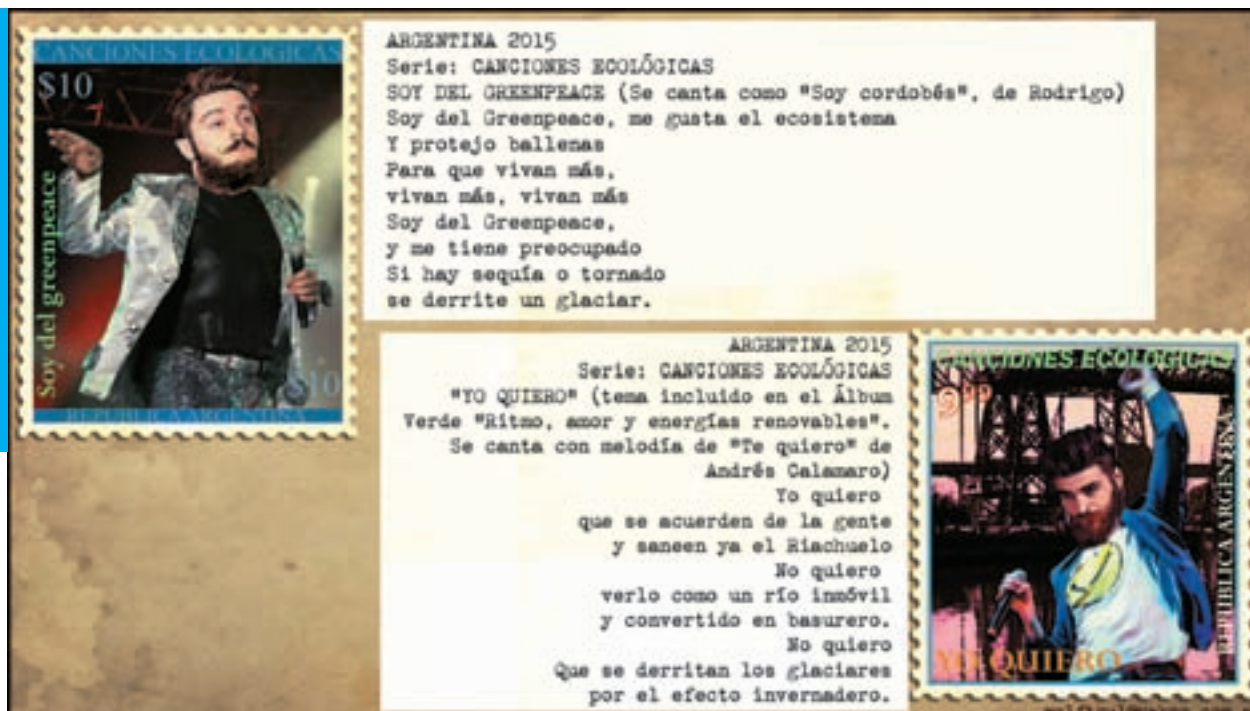 CANCIONES ECOLOGICAS
$10
Soy del greenpeace
$10
REPUBLICA ARGENTINA
ARGENTINA 2015
Serie: CANCIONES ECOLÓGICAS
SOY DEL GREENPEACE (Se canta como "Soy cordobés", de Rodrigo)
Soy del Greenpeace, me gusta el ecosistema
Y protejo ballenas
Para que vivan más,
vivan más, vivan más
Soy del Greenpeace,
y me tiene preocupado
Si hay sequía o tornado
se derrite un glaciar.
ARGENTINA 2015
Serie: CANCIONES ECOLÓGICAS
"YO QUIERO" (tema incluido en el Álbum
Verde "Ritmo, amor y energías renovables".
Se canta con melodía de "Te quiero" de
Andrés Calamaro)
Yo quiero
que se acuerden de la gente
y saneen ya el Riachuelo
No quiero
verlo como un río inmóvil
y convertido en basurero.
No quiero
Que se derritan los glaciares
por el efecto invernadero.
CANCIONES ECOLOGICAS
REPUBLICA ARGENTINA
YO QUIERO